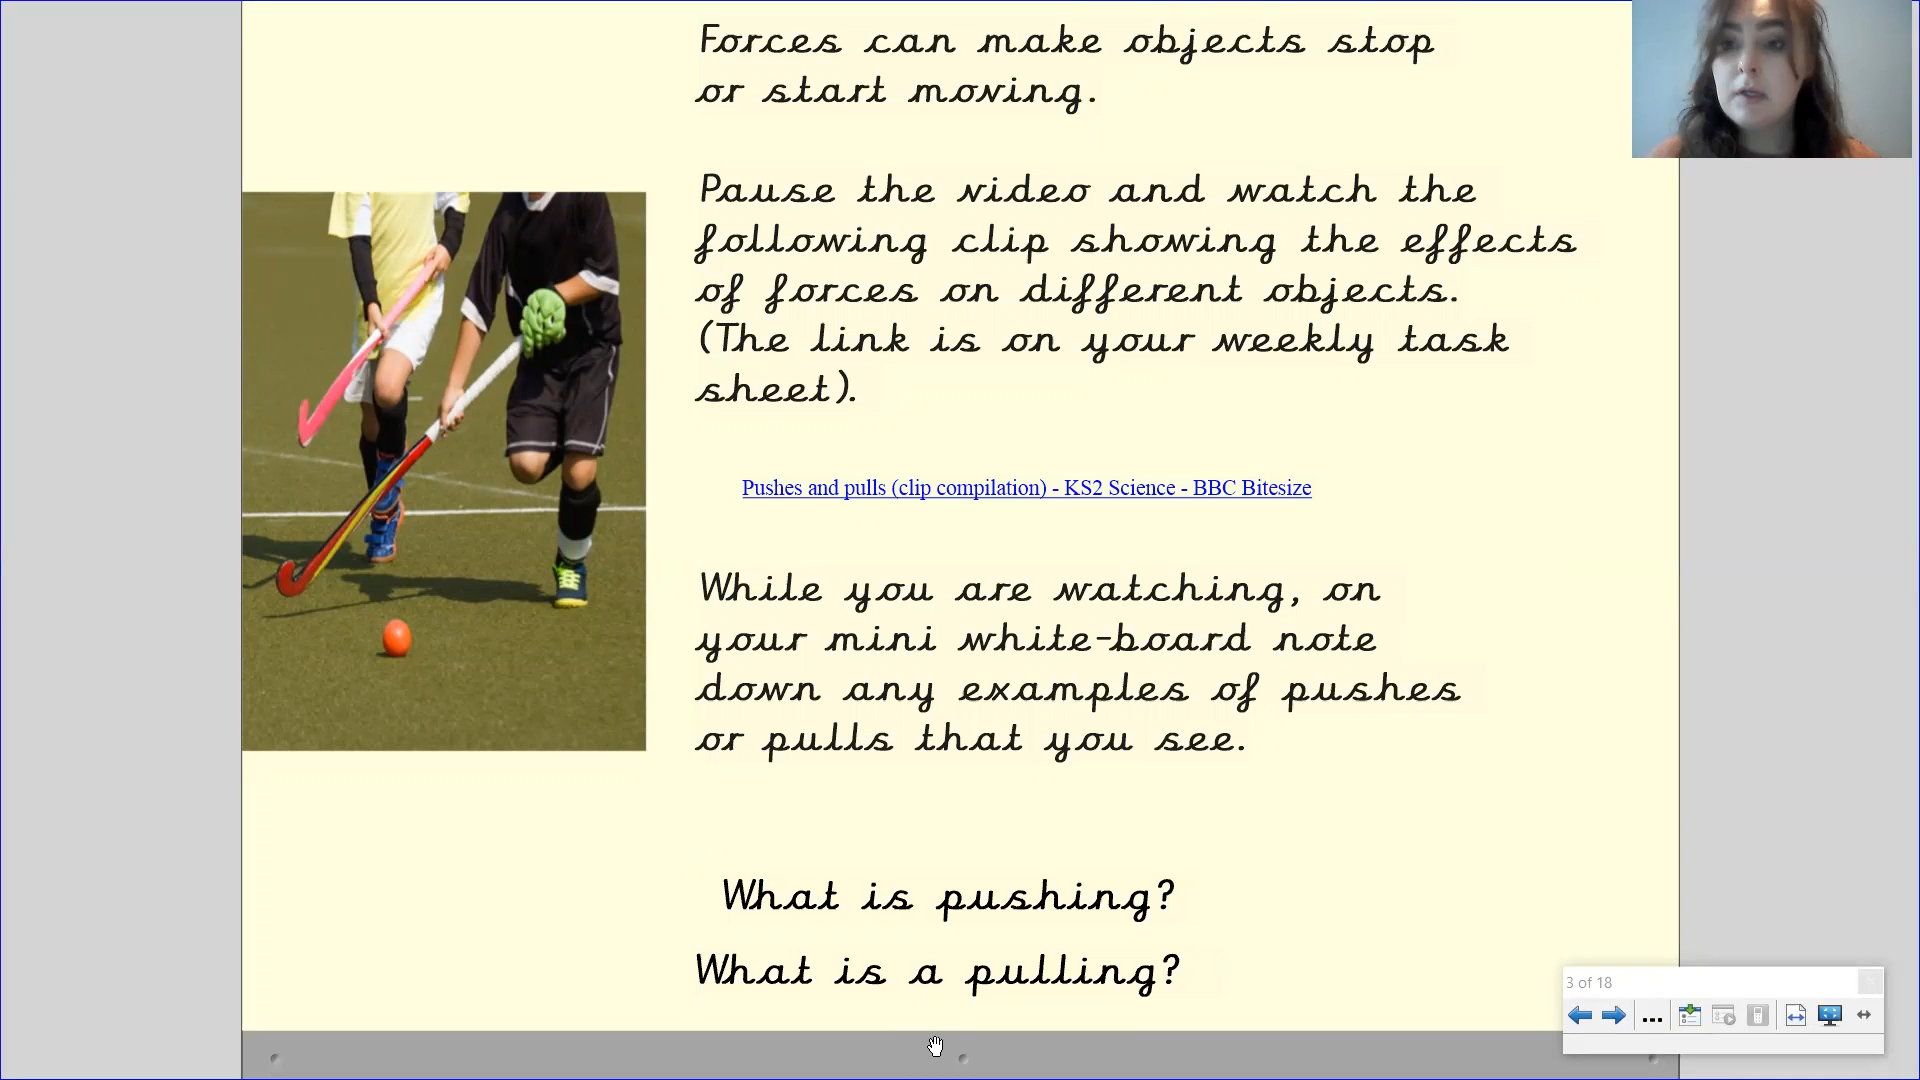 Forces can make objects stop
or start moving.
Pause the video and watch the
following clip showing the effects
of forces on different objects.
(The link is on your weekly task
sheet).
Pushes and pulls (clip compilation) - KS2 Science - BBC Bitesize
While you are watching, on
your mini white-board note
down any examples of pushes
or pulls that you see.
What is pushing?
What is a pulling?
3 of 18